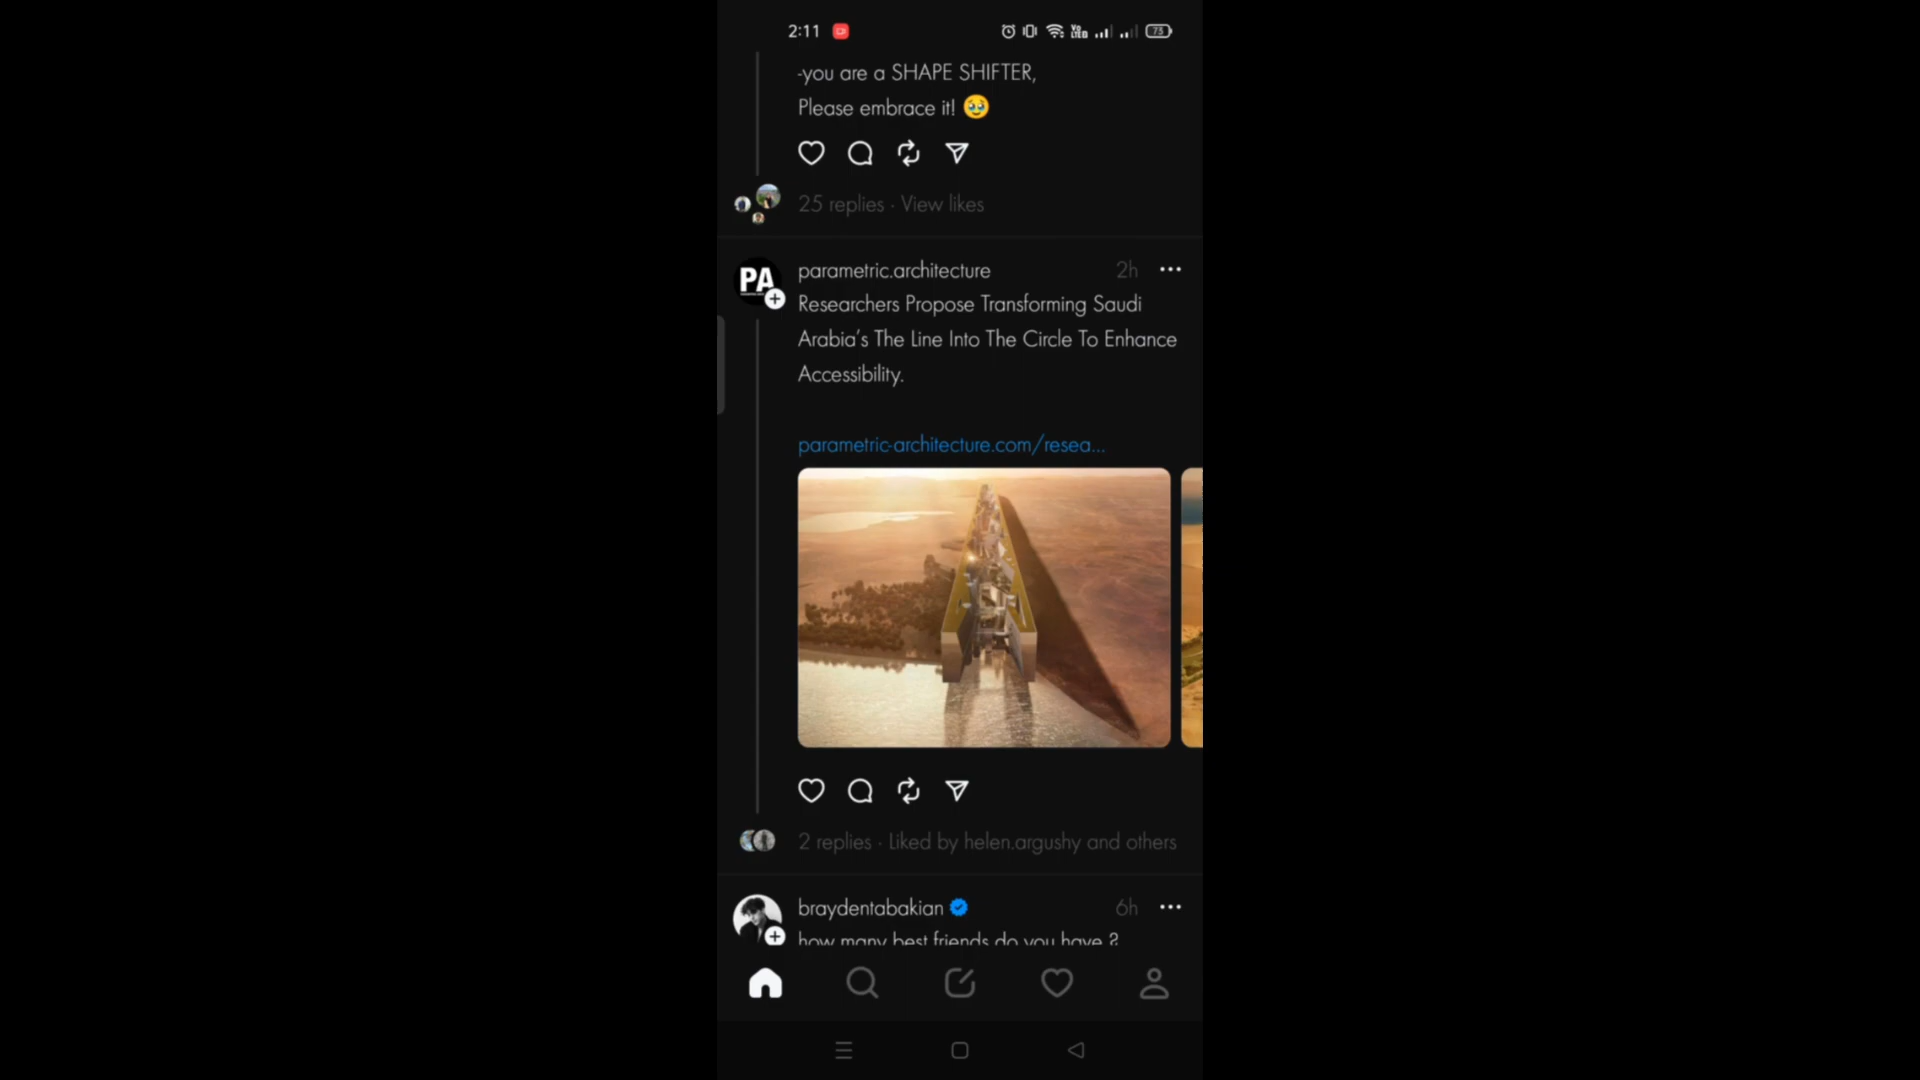 2:11
73
-you are a SHAPE SHIFTER,
Please embrace it! 🥹
25 replies · View likes
PA
parametric.architecture 2h
Researchers Propose Transforming Saudi
Arabia's The Line Into The Circle To Enhance
Accessibility.
parametric-architecture.com/resea...
2 replies · Liked by helen.argushy and others
braydentabakian 6h
how many best friends do you have ?